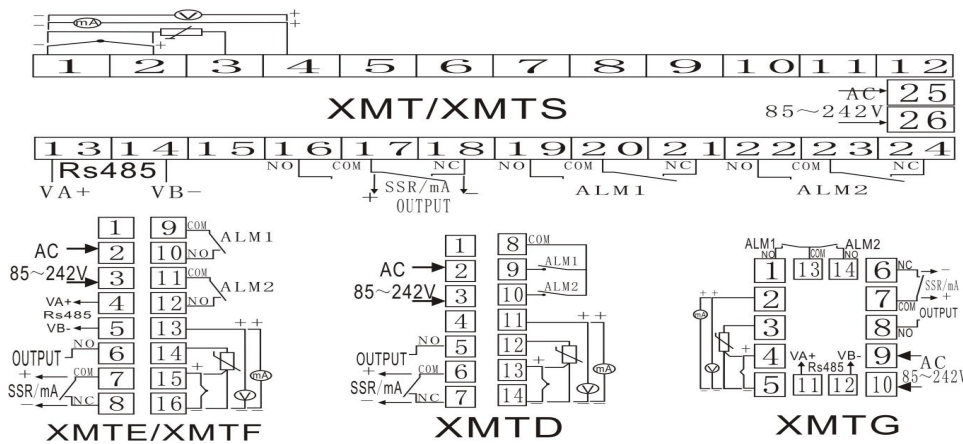 − V +
− mA +
− +
1 2 3 4 5 6 7 8 9 10 11 12
XMT/XMTS
AC 25
85～242V 26
13 14 15 16 17 18 19 20 21 22 23 24
Rs485 NO COM NC NO COM NC NO COM NC
VA+ VB- + SSR/mA − ALM1 ALM2
OUTPUT
1 9 COM
AC 2 10 NO ALM1
85～242V 3 11 COM
VA+ 4 12 NO ALM2
Rs485
VB- 5 13 + +
OUTPUT NO 6 14
+ COM 7 15 + mA
SSR/mA
− NC 8 16 − V
XMTE/XMTF
1 8 COM
AC 2 9 ALM1
85～242V 3 10 ALM2
4 11 + +
OUTPUT NO 5 12
+ COM 6 13 + mA
SSR/mA
− NC 7 14 − V
XMTD
ALM1 ALM2
NO COM NO
1 13 14 6 NC −
+ + 2 7 COM SSR/mA +
mA 3 8 NO OUTPUT
+ 4 VA+ VB- 9 AC
Rs485
V − 5 11 12 10 85～242V
XMTG